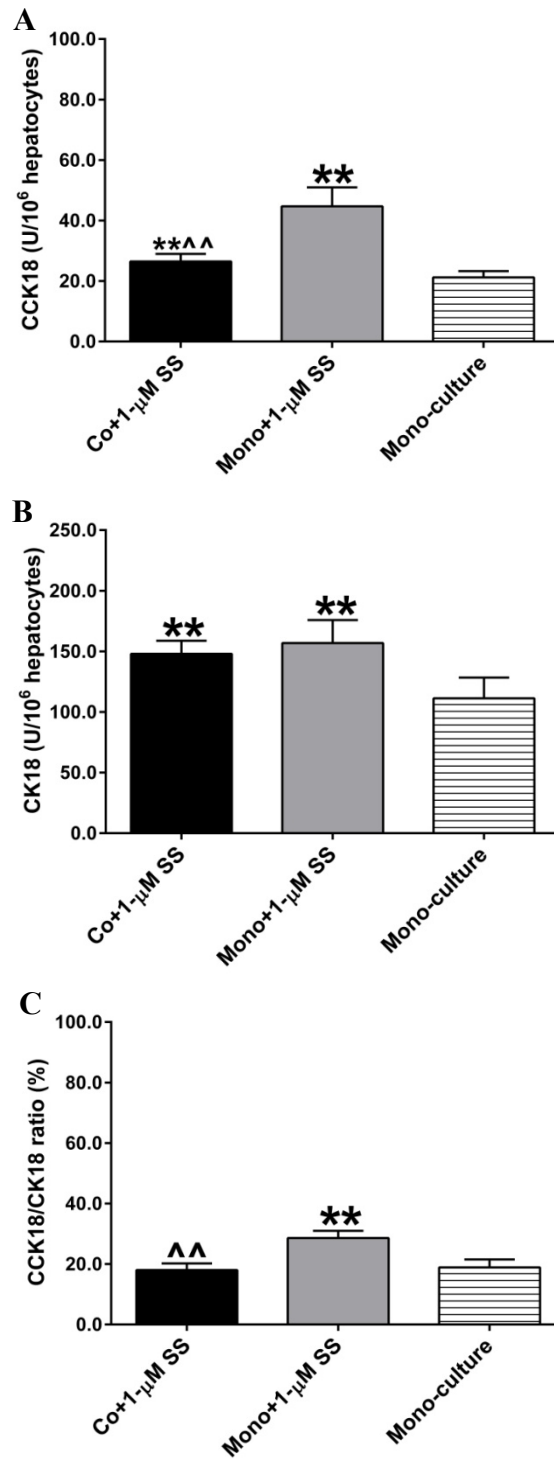 A
CCK18 (U/10⁶ hepatocytes)
100.0
80.0
60.0
40.0
20.0
0.0
**^^
**
Co+1-μM SS
Mono+1-μM SS
Mono-culture
B
CK18 (U/10⁶ hepatocytes)
250.0
200.0
150.0
100.0
50.0
0.0
**
**
Co+1-μM SS
Mono+1-μM SS
Mono-culture
C
CCK18/CK18 ratio (%)
100.0
80.0
60.0
40.0
20.0
0.0
^^
**
Co+1-μM SS
Mono+1-μM SS
Mono-culture